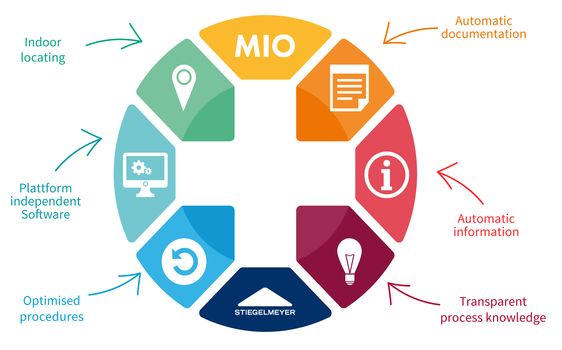 MIO
Automatic
documentation
Indoor
locating
Plattform
independent
Software
Automatic
information
STIEGELMEYER
Optimised
procedures
Transparent
process knowledge